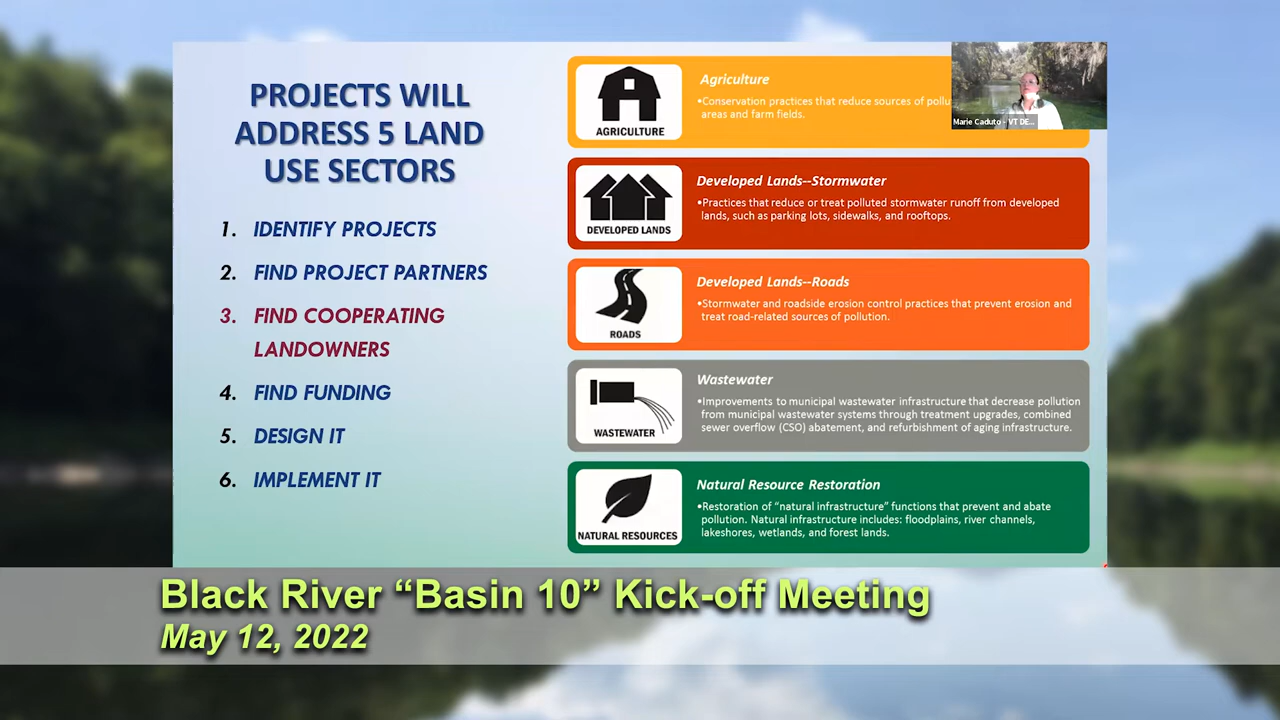 PROJECTS WILL
ADDRESS 5 LAND
USE SECTORS
1. IDENTIFY PROJECTS
2. FIND PROJECT PARTNERS
3. FIND COOPERATING
LANDOWNERS
4. FIND FUNDING
5. DESIGN IT
6. IMPLEMENT IT
AGRICULTURE
Agriculture
•Conservation practices that reduce sources of
areas and farm fields.
Marie Caduto - VT DE...
DEVELOPED LANDS
Developed Lands--Stormwater
•Practices that reduce or treat polluted stormwater runoff from developed
lands, such as parking lots, sidewalks, and rooftops.
ROADS
Developed Lands--Roads
•Stormwater and roadside erosion control practices that prevent erosion and
treat road-related sources of pollution.
WASTEWATER
Wastewater
•Improvements to municipal wastewater infrastructure that decrease pollution
from municipal wastewater systems through treatment upgrades, combined
sewer overflow (CSO) abatement, and refurbishment of aging infrastructure.
NATURAL RESOURCES
Natural Resource Restoration
•Restoration of “natural infrastructure” functions that prevent and abate
pollution. Natural infrastructure includes: floodplains, river channels,
lakeshores, wetlands, and forest lands.
Black River “Basin 10” Kick-off Meeting
May 12, 2022